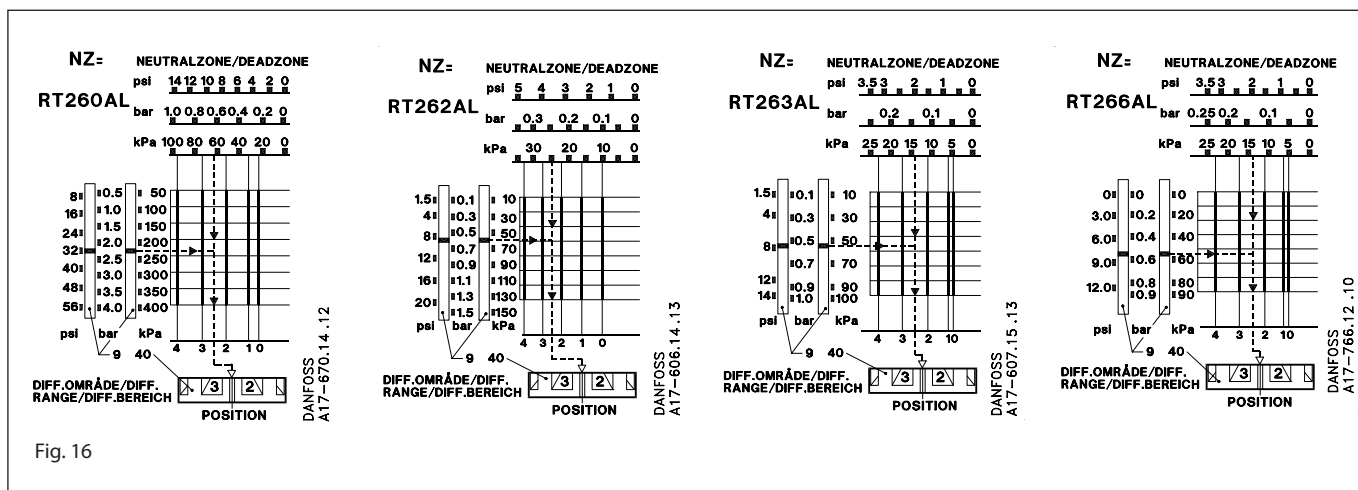 NZ= NEUTRALZONE/DEADZONE
RT260AL
psi 14 12 10 8 6 4 2 0
bar 1.0 0.8 0.6 0.4 0.2 0
kPa 100 80 60 40 20 0
8 0.5 50
16 1.0 100
1.5 150
24 2.0 200
32 2.5 250
40 3.0 300
48 3.5 350
56 4.0 400
psi bar kPa
4 3 2 1 0
9 40
DIFF.OMRÅDE/DIFF.
RANGE/DIFF.BEREICH
3 2
POSITION
DANFOSS
A17-670.14.12
NZ= NEUTRALZONE/DEADZONE
RT262AL
psi 5 4 3 2 1 0
bar 0.3 0.2 0.1 0
kPa 30 20 10 0
1.5 0.1 10
4 0.3 30
8 0.5 50
0.7 70
12 0.9 90
16 1.1 110
20 1.3 130
1.5 150
psi bar kPa
4 3 2 1 0
9 40
DIFF.OMRÅDE/DIFF.
RANGE/DIFF.BEREICH
3 2
POSITION
DANFOSS
A17-606.14.13
NZ= NEUTRALZONE/DEADZONE
RT263AL
psi 3.5 3 2 1 0
bar 0.2 0.1 0
kPa 25 20 15 10 5 0
1.5 0.1 10
4 0.3 30
8 0.5 50
0.7 70
12 0.9 90
14 1.0 100
psi bar kPa
4 3 2 1 0
9 40
DIFF.OMRÅDE/DIFF.
RANGE/DIFF.BEREICH
3 2
POSITION
DANFOSS
A17-607.15.13
NZ= NEUTRALZONE/DEADZONE
RT266AL
psi 3.5 3 2 1 0
bar 0.25 0.2 0.1 0
kPa 25 20 15 10 5 0
0 0 0
3.0 0.2 20
6.0 0.4 40
9.0 0.6 60
12.0 0.8 80
0.9 90
psi bar kPa
4 3 2 1 0
9 40
DIFF.OMRÅDE/DIFF.
RANGE/DIFF.BEREICH
3 2
POSITION
DANFOSS
A17-766.12 .10
Fig. 16